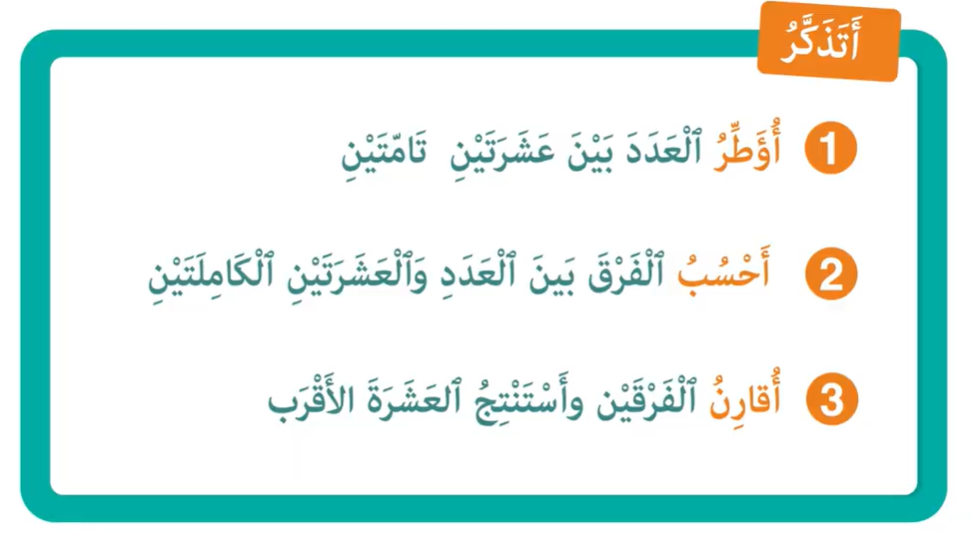 أَتَذَكَّرُ
1 أُؤَطِّرُ ٱلْعَدَدَ بَيْنَ عَشَرَتَيْنِ تَامّتَيْنِ
2 أَحْسُبُ ٱلْفَرْقَ بَينَ ٱلْعَدَدِ وَٱلْعَشَرَتَيْنِ ٱلْكَامِلَتَيْنِ
3 أُقارِنُ ٱلْفَرْقَيْن وأَسْتَنْتِجُ ٱلعَشَرَةَ الأَقْرَب